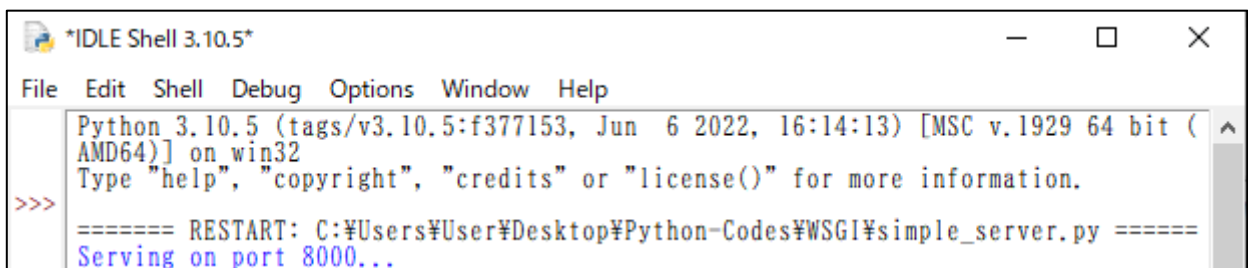 *IDLE Shell 3.10.5*
File Edit Shell Debug Options Window Help
Python 3.10.5 (tags/v3.10.5:f377153, Jun  6 2022, 16:14:13) [MSC v.1929 64 bit (
AMD64)] on win32
Type "help", "copyright", "credits" or "license()" for more information.
>>>
======= RESTART: C:¥Users¥User¥Desktop¥Python-Codes¥WSGI¥simple_server.py ======
Serving on port 8000...